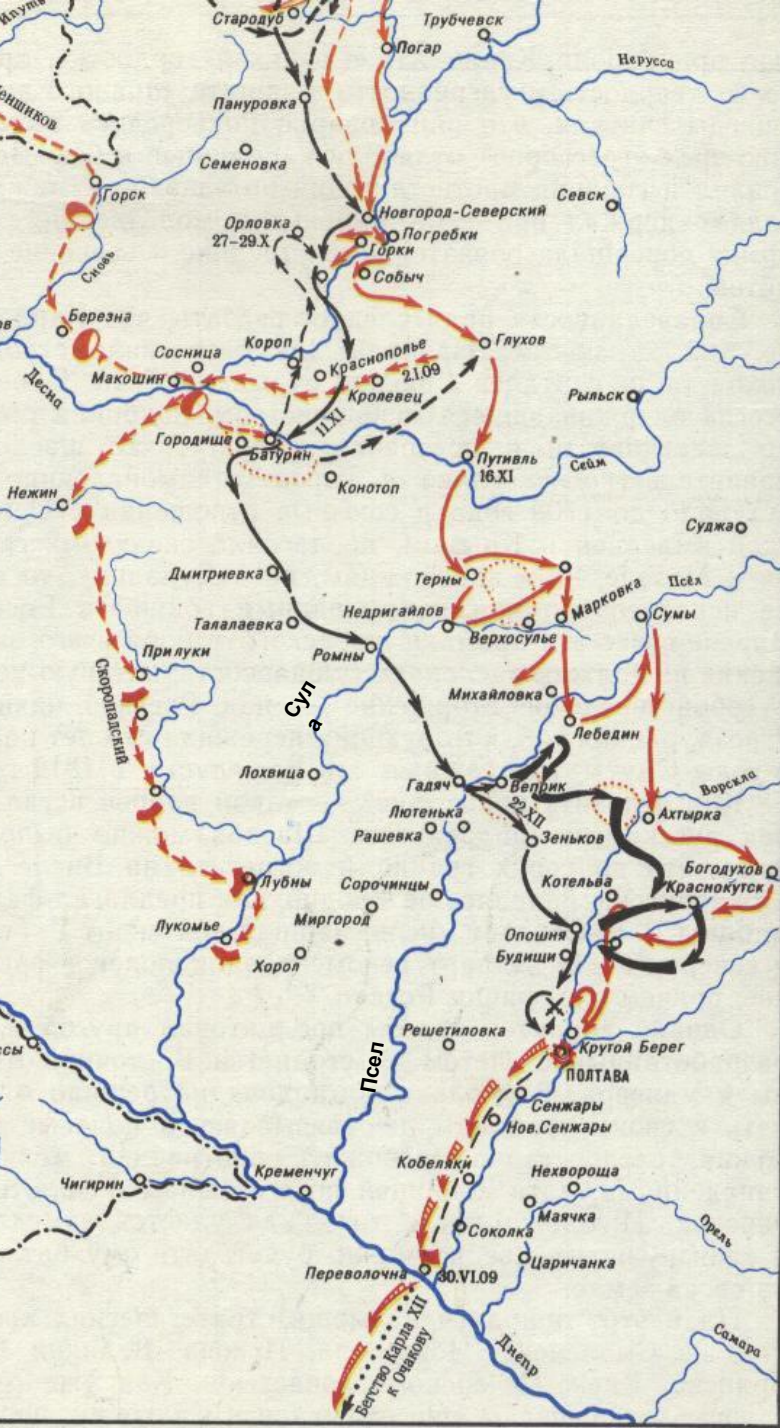 Ипуть
Стародуб
Трубчевск
Погар
Нерусса
Пануровка
Семеновка
Горск
Севск
Новгород-Северский
Орловка
27–29.X
Погребки
Горки
Собыч
Сновь
Березна
Короп
Глухов
Сосница
Краснополье
Макошин
2.I.09
Кролевец
Десна
Рыльск
11.XI
Городище
Батурин
Путивль
16.XI
Сейм
Конотоп
Нежин
Суджа
Дмитриевка
Терны
Псёл
Марковка
Недригайлов
Талалаевка
Сумы
Верхосулье
Ромны
Прилуки
Скоропадский
Михайловка
Сул
а
Лебедин
Лохвица
Гадяч
Веприк
22.XII
Ворскла
Лютенька
Ахтырка
Рашевка
Зеньков
Богодухов
Лубны
Сорочинцы
Котельва
Краснокутск
Миргород
Лукомье
Опошня
Хорол
Будищи
Решетиловка
Псел
Крутой Берег
ПОЛТАВА
Сенжары
Нов.Сенжары
Кобеляки
Кременчуг
Чигирин
Нехвороща
Маячка
Соколка
Орель
Царичанка
Переволочна
30.VI.09
Бегство Карла XII
к Очакову
Днепр
Самара